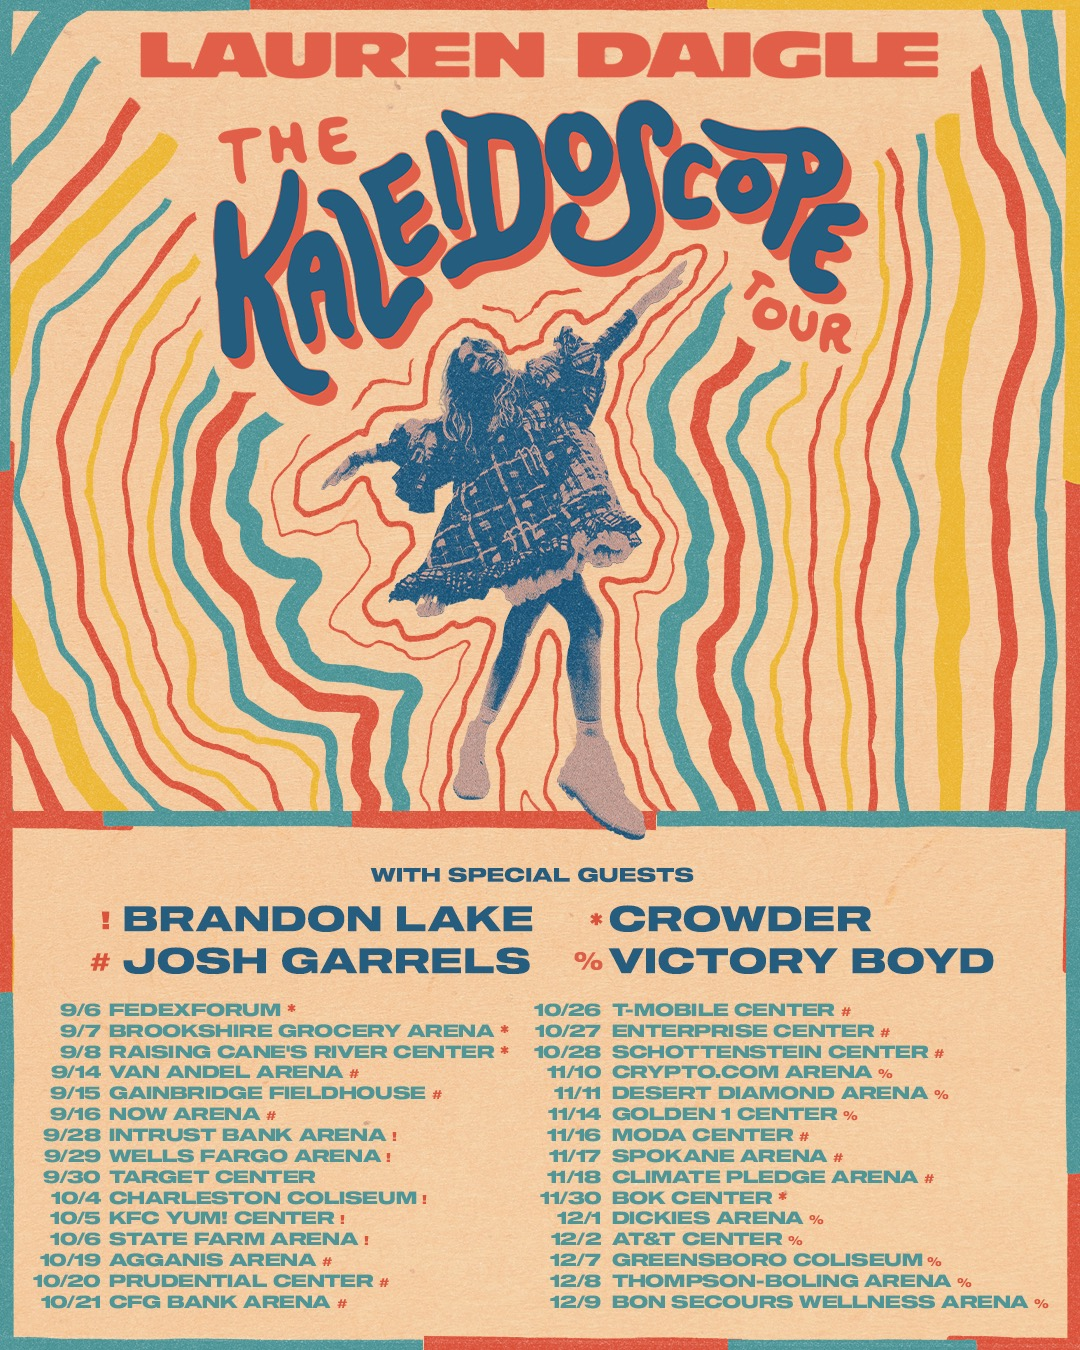 LAUREN DAIGLE
THE
KALEIDOSCOPE
TOUR
WITH SPECIAL GUESTS
! BRANDON LAKE * CROWDER
# JOSH GARRELS % VICTORY BOYD
9/6 FEDEXFORUM *
9/7 BROOKSHIRE GROCERY ARENA *
9/8 RAISING CANE'S RIVER CENTER *
9/14 VAN ANDEL ARENA #
9/15 GAINBRIDGE FIELDHOUSE #
9/16 NOW ARENA #
9/28 INTRUST BANK ARENA !
9/29 WELLS FARGO ARENA !
9/30 TARGET CENTER
10/4 CHARLESTON COLISEUM !
10/5 KFC YUM! CENTER !
10/6 STATE FARM ARENA !
10/19 AGGANIS ARENA #
10/20 PRUDENTIAL CENTER #
10/21 CFG BANK ARENA #
10/26 T-MOBILE CENTER #
10/27 ENTERPRISE CENTER #
10/28 SCHOTTENSTEIN CENTER #
11/10 CRYPTO.COM ARENA %
11/11 DESERT DIAMOND ARENA %
11/14 GOLDEN 1 CENTER %
11/16 MODA CENTER #
11/17 SPOKANE ARENA #
11/18 CLIMATE PLEDGE ARENA #
11/30 BOK CENTER *
12/1 DICKIES ARENA %
12/2 AT&T CENTER %
12/7 GREENSBORO COLISEUM %
12/8 THOMPSON-BOLING ARENA %
12/9 BON SECOURS WELLNESS ARENA %